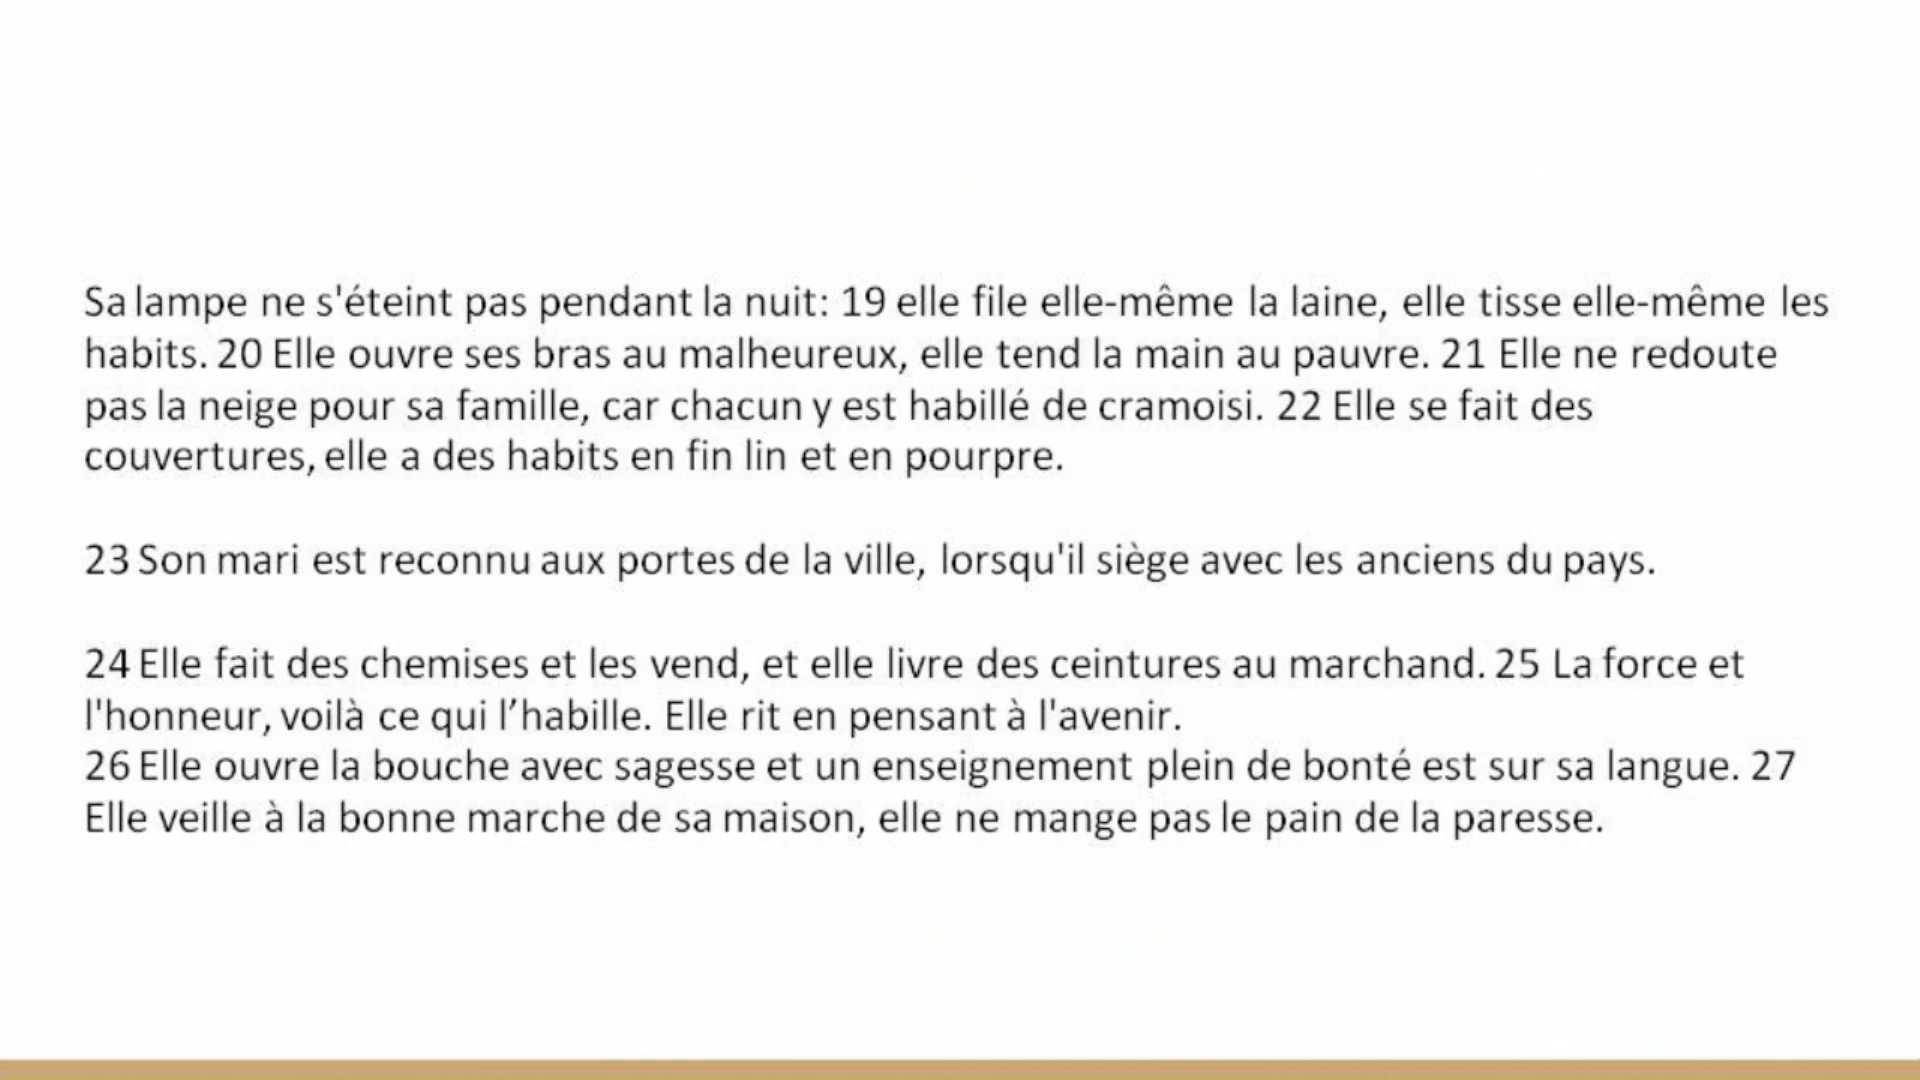 Sa lampe ne s'éteint pas pendant la nuit: 19 elle file elle-même la laine, elle tisse elle-même les
habits. 20 Elle ouvre ses bras au malheureux, elle tend la main au pauvre. 21 Elle ne redoute
pas la neige pour sa famille, car chacun y est habillé de cramoisi. 22 Elle se fait des
couvertures, elle a des habits en fin lin et en pourpre.
23 Son mari est reconnu aux portes de la ville, lorsqu'il siège avec les anciens du pays.
24 Elle fait des chemises et les vend, et elle livre des ceintures au marchand. 25 La force et
l'honneur, voilà ce qui l’habille. Elle rit en pensant à l'avenir.
26 Elle ouvre la bouche avec sagesse et un enseignement plein de bonté est sur sa langue. 27
Elle veille à la bonne marche de sa maison, elle ne mange pas le pain de la paresse.